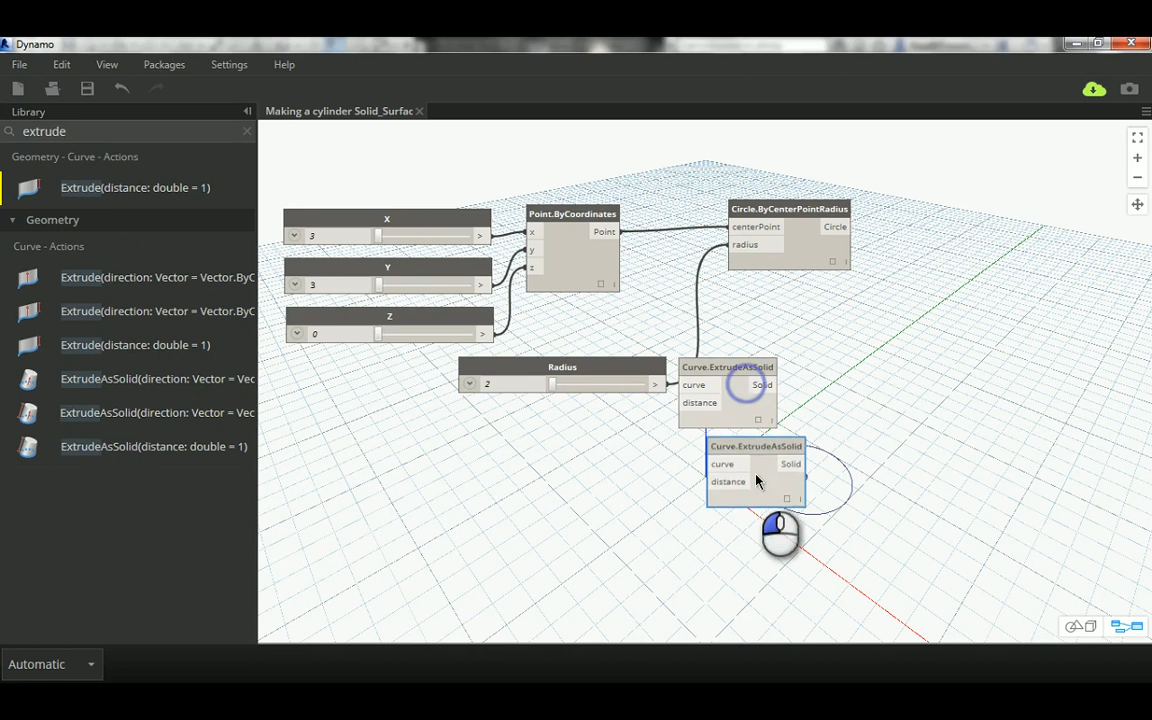 Dynamo
File Edit View Packages Settings Help
Library
Making a cylinder Solid_Surfac
extrude
Geometry - Curve - Actions
Extrude(distance: double = 1)
Geometry
Curve - Actions
Extrude(direction: Vector = Vector.ByC
Extrude(direction: Vector = Vector.ByC
Extrude(distance: double = 1)
ExtrudeAsSolid(direction: Vector = Vec
ExtrudeAsSolid(direction: Vector = Vec
ExtrudeAsSolid(distance: double = 1)
X
3 >
Y
3 >
Z
0 >
Point.ByCoordinates
x Point
y
z
Circle.ByCenterPointRadius
centerPoint Circle
radius
Radius
2 >
Curve.ExtrudeAsSolid
curve Solid
distance
Curve.ExtrudeAsSolid
curve Solid
distance
Automatic